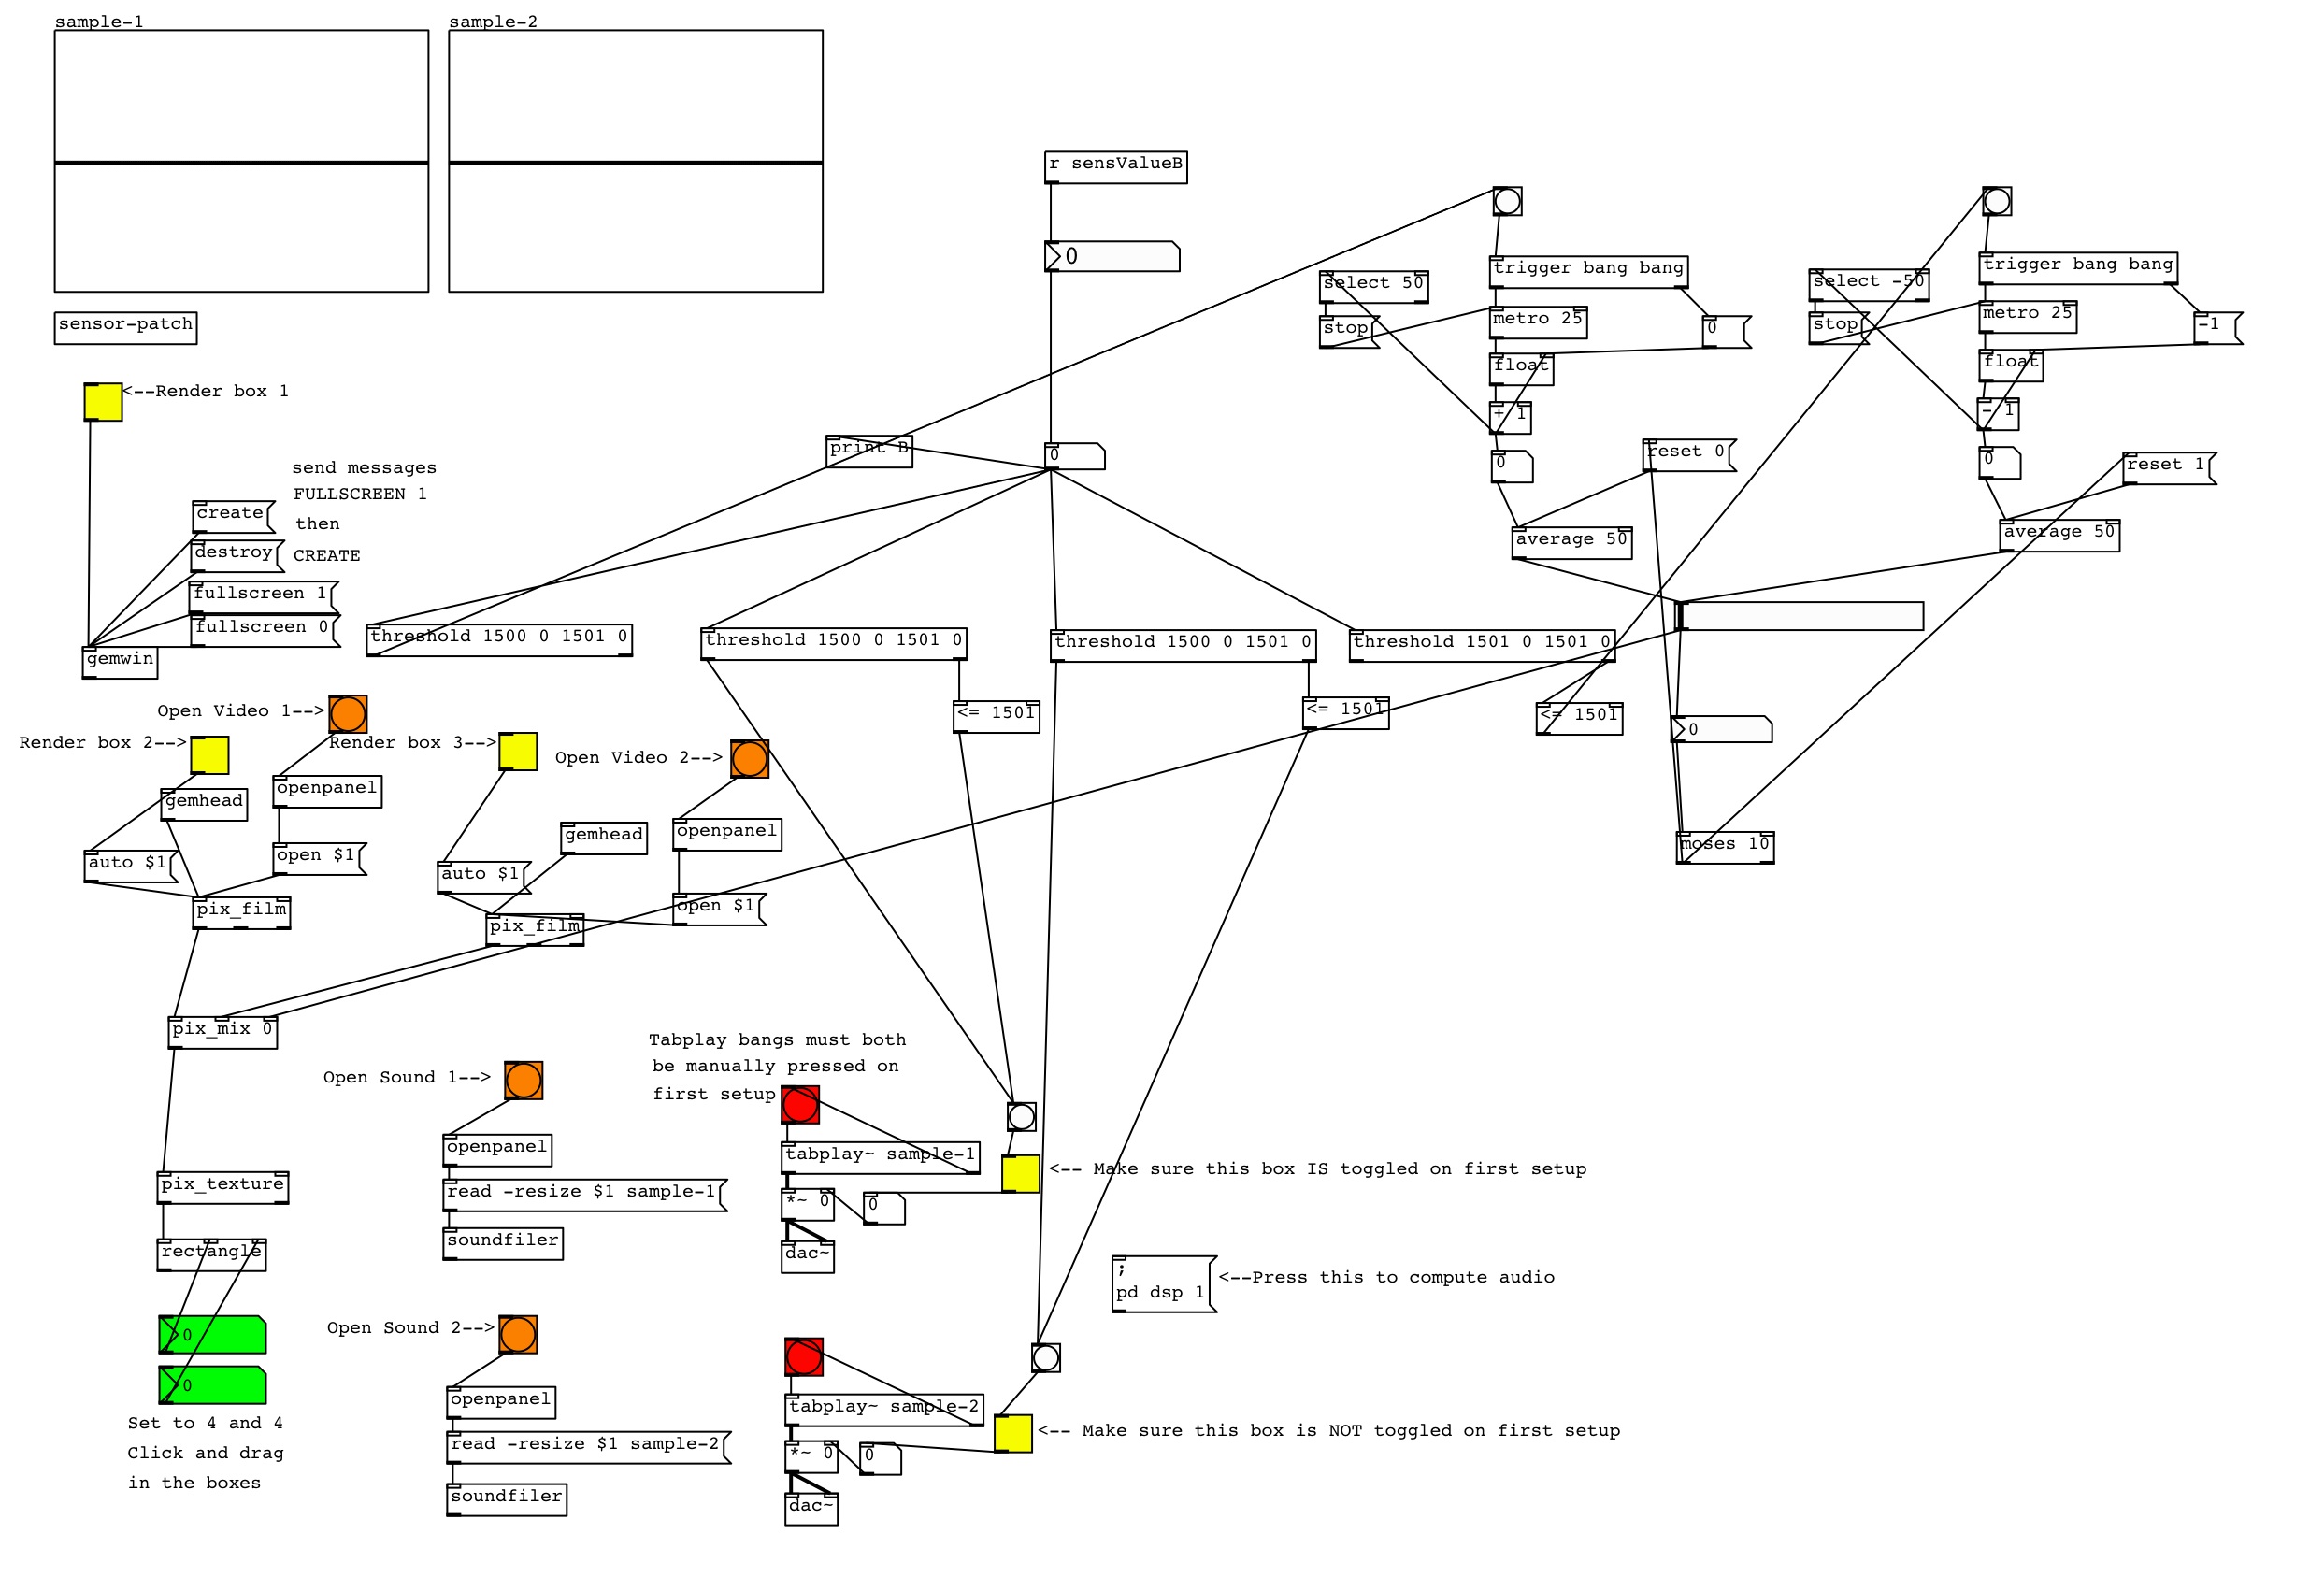 sample-1
sample-2
r sensValueB
0
select 50
trigger bang bang
stop
metro 25
0
float
+ 1
0
reset 0
average 50
select -50
trigger bang bang
stop
metro 25
-1
float
- 1
0
reset 1
average 50
sensor-patch
<--Render box 1
print B
0
send messages
FULLSCREEN 1
then
CREATE
create
destroy
fullscreen 1
fullscreen 0
gemwin
threshold 1500 0 1501 0
threshold 1500 0 1501 0
threshold 1500 0 1501 0
threshold 1501 0 1501 0
<= 1501
<= 1501
<= 1501
0
moses 10
Open Video 1-->
Render box 2-->
Render box 3-->
Open Video 2-->
gemhead
openpanel
auto $1
open $1
pix_film
gemhead
openpanel
auto $1
open $1
pix_film
pix_mix 0
Open Sound 1-->
openpanel
read -resize $1 sample-1
soundfiler
Tabplay bangs must both
be manually pressed on
first setup
tabplay~ sample-1
*~ 0
0
dac~
<-- Make sure this box IS toggled on first setup
pix_texture
rectangle
0
0
Set to 4 and 4
Click and drag
in the boxes
;
pd dsp 1
<--Press this to compute audio
Open Sound 2-->
openpanel
read -resize $1 sample-2
soundfiler
tabplay~ sample-2
*~ 0
0
dac~
<-- Make sure this box is NOT toggled on first setup